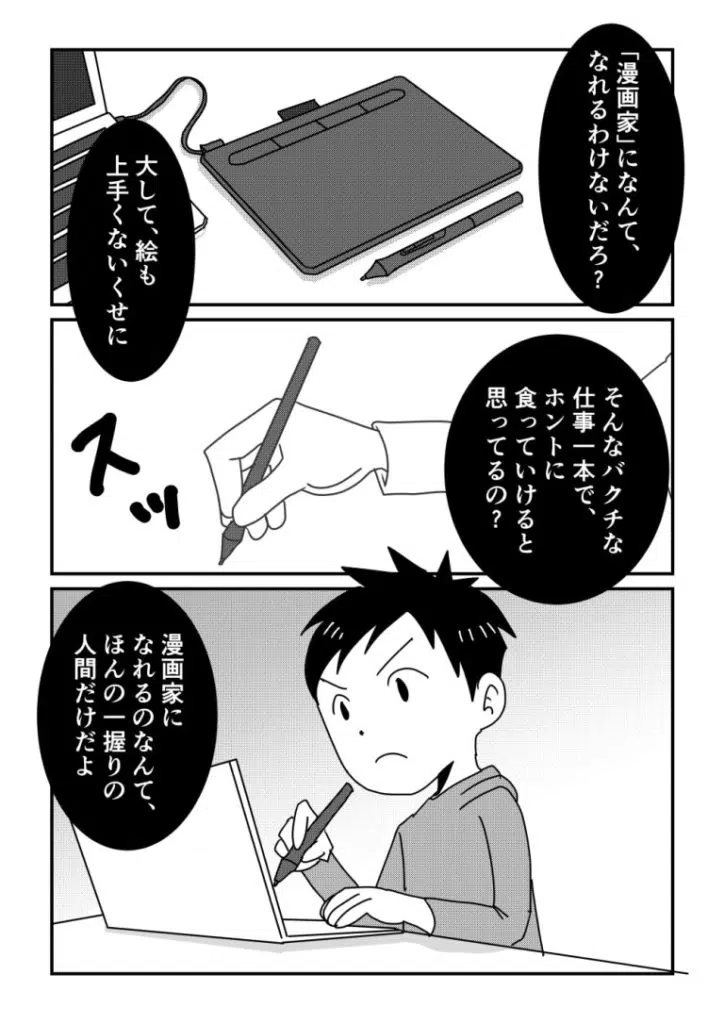 「漫画家」になんて、
なれるわけないだろ?
大して、絵も
上手くないくせに
そんなバクチな
仕事一本で、
ホントに
食っていけると
思ってるの?
スッ
漫画家に
なれるのなんて、
ほんの一握りの
人間だけだよ